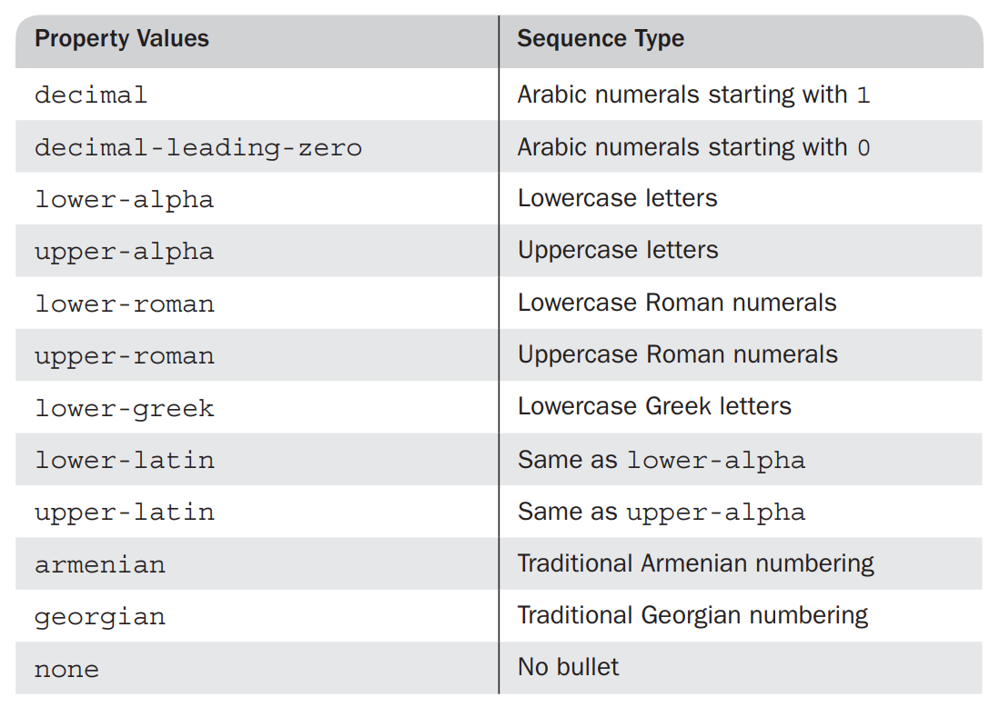 Property Values Sequence Type
decimal Arabic numerals starting with 1
decimal-leading-zero Arabic numerals starting with 0
lower-alpha Lowercase letters
upper-alpha Uppercase letters
lower-roman Lowercase Roman numerals
upper-roman Uppercase Roman numerals
lower-greek Lowercase Greek letters
lower-latin Same as lower-alpha
upper-latin Same as upper-alpha
armenian Traditional Armenian numbering
georgian Traditional Georgian numbering
none No bullet